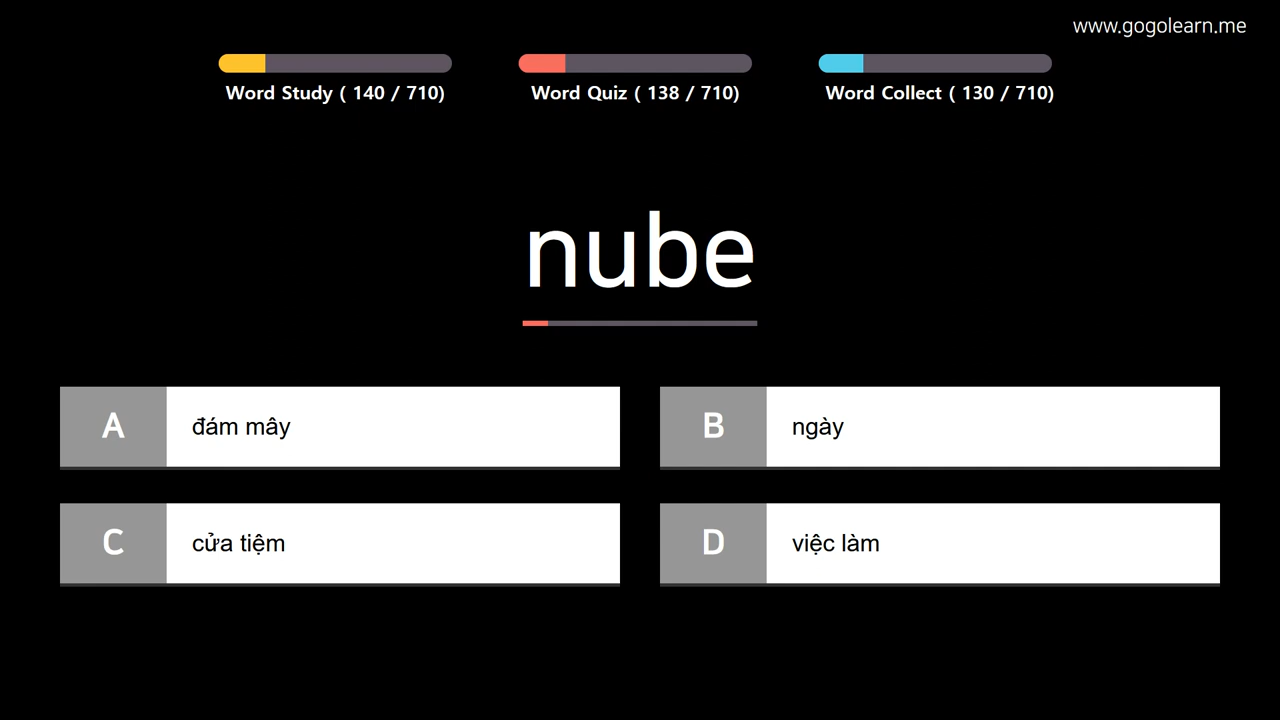 www.gogolearn.me
Word Study ( 140 / 710)
Word Quiz ( 138 / 710)
Word Collect ( 130 / 710)
nube
A
đám mây
B
ngày
C
cửa tiệm
D
việc làm